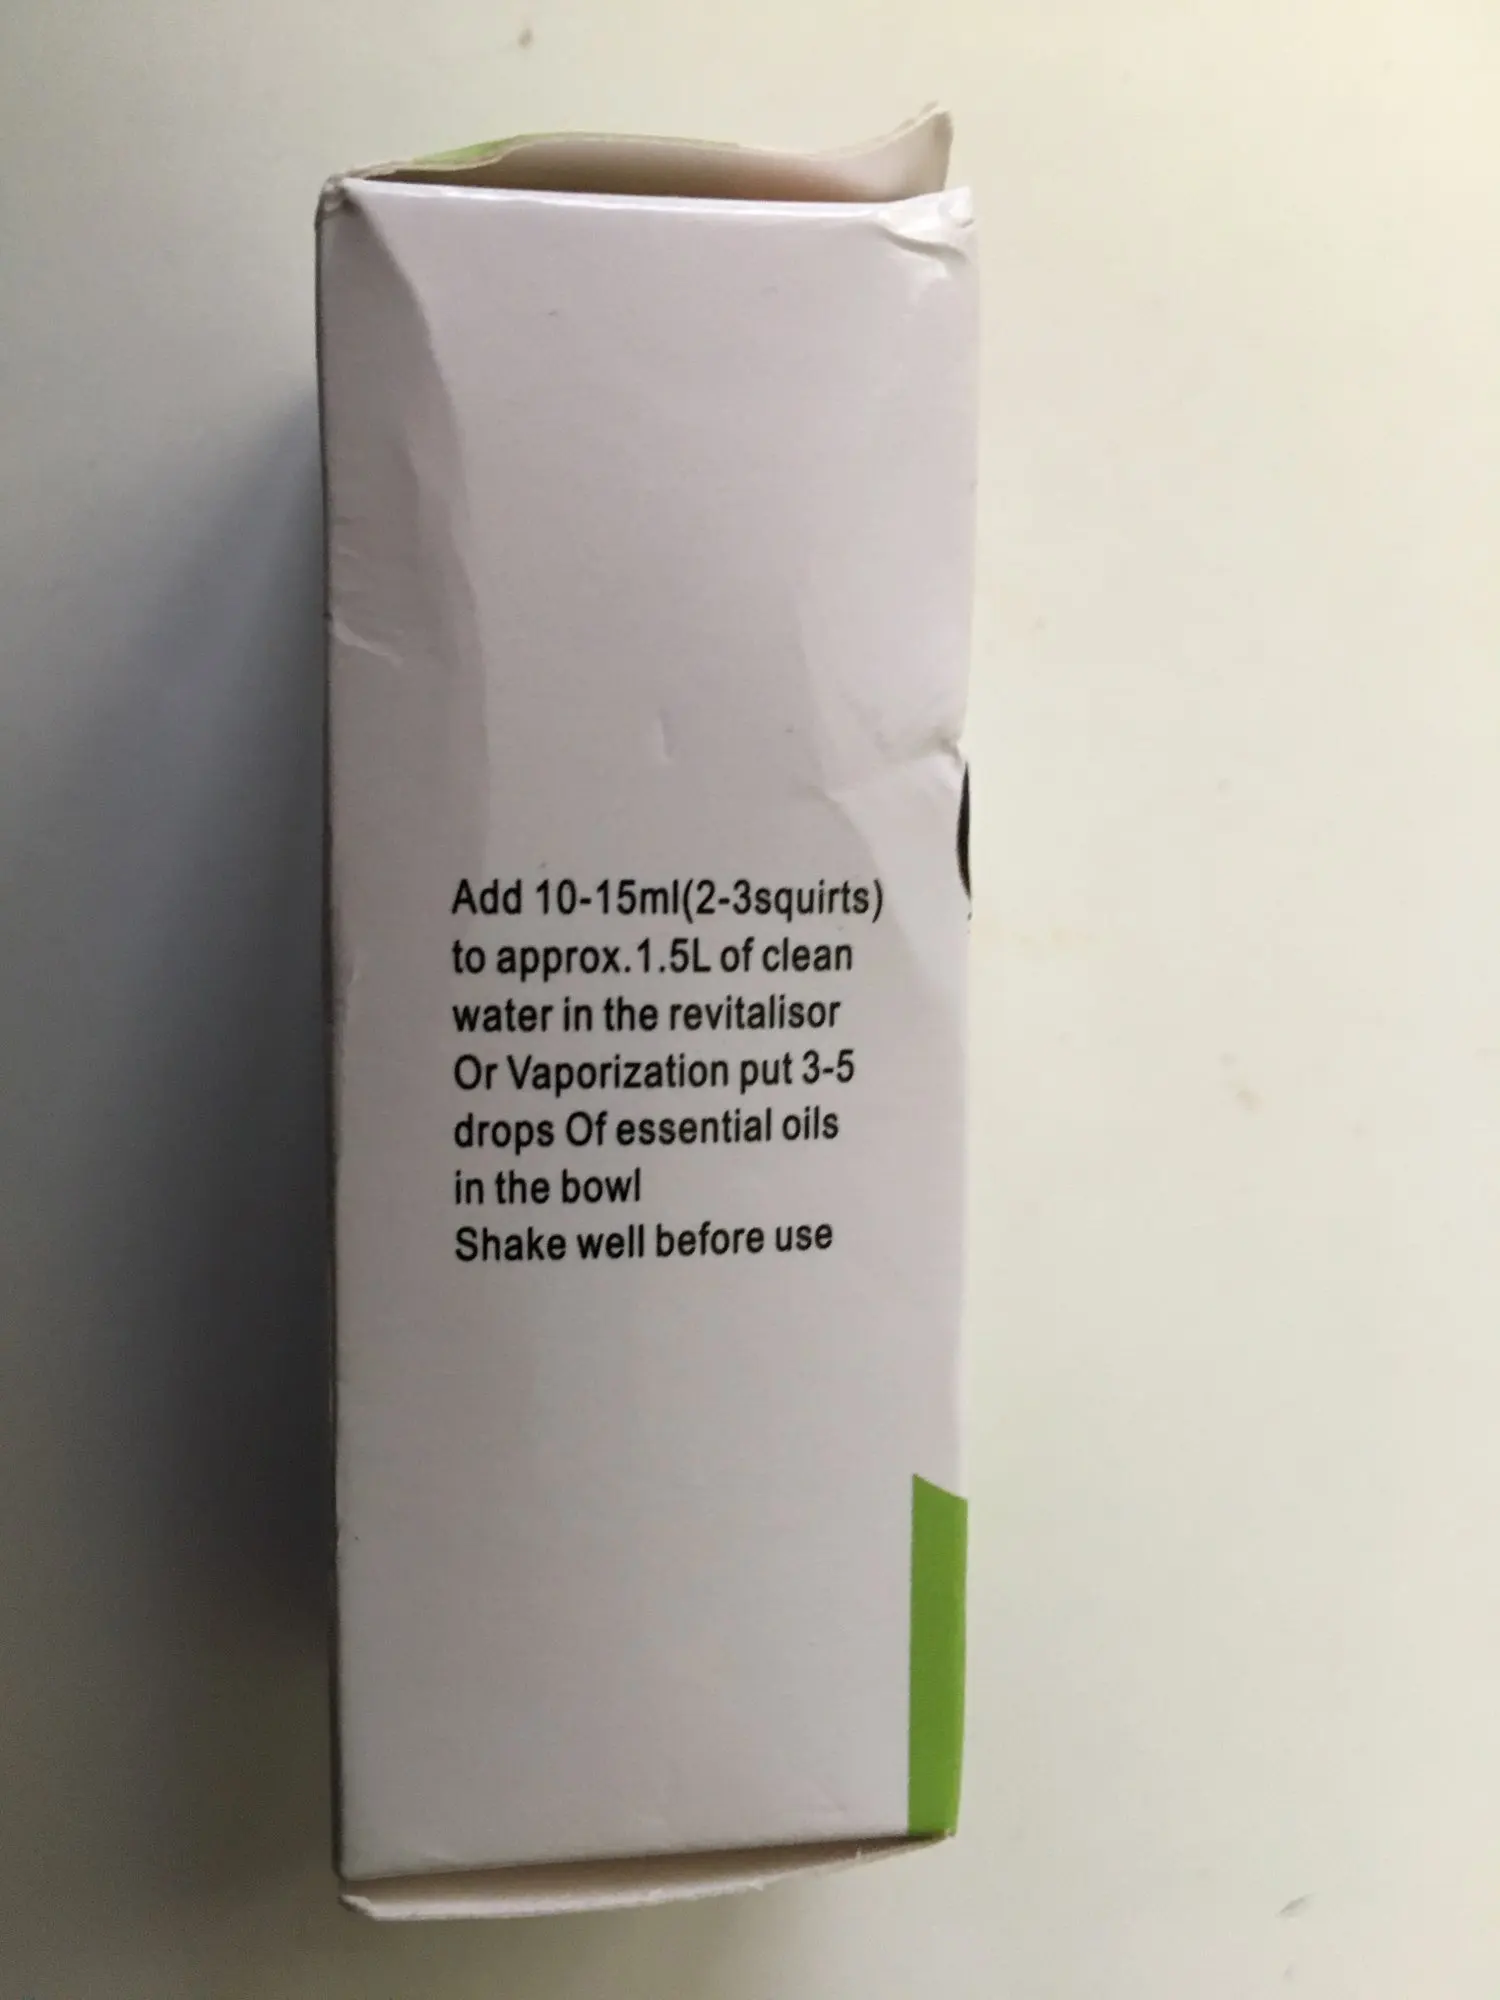 Add 10-15ml(2-3squirts)
to approx.1.5L of clean
water in the revitalisor
Or Vaporization put 3-5
drops Of essential oils
in the bowl
Shake well before use